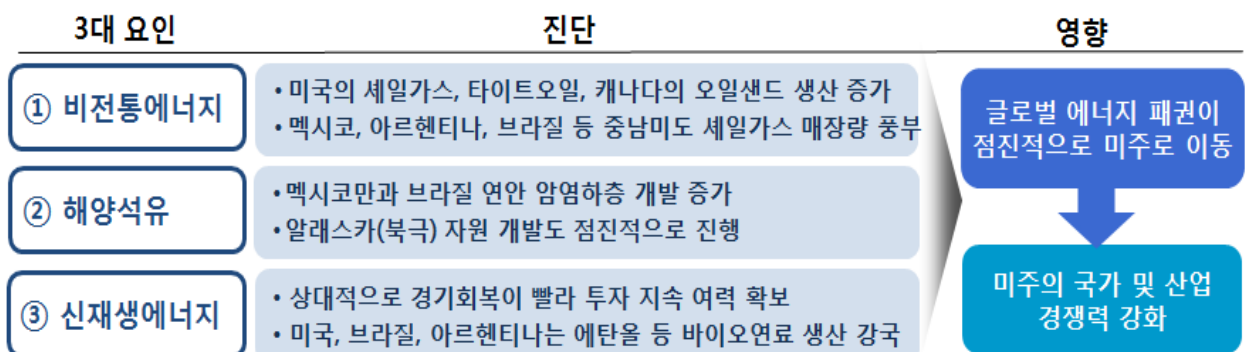 3대 요인
진단
영향
① 비전통에너지
• 미국의 셰일가스, 타이트오일, 캐나다의 오일샌드 생산 증가
• 멕시코, 아르헨티나, 브라질 등 중남미도 셰일가스 매장량 풍부
② 해양석유
• 멕시코만과 브라질 연안 암염하층 개발 증가
• 알래스카(북극) 자원 개발도 점진적으로 진행
③ 신재생에너지
• 상대적으로 경기회복이 빨라 투자 지속 여력 확보
• 미국, 브라질, 아르헨티나는 에탄올 등 바이오연료 생산 강국
글로벌 에너지 패권이
점진적으로 미주로 이동
미주의 국가 및 산업
경쟁력 강화